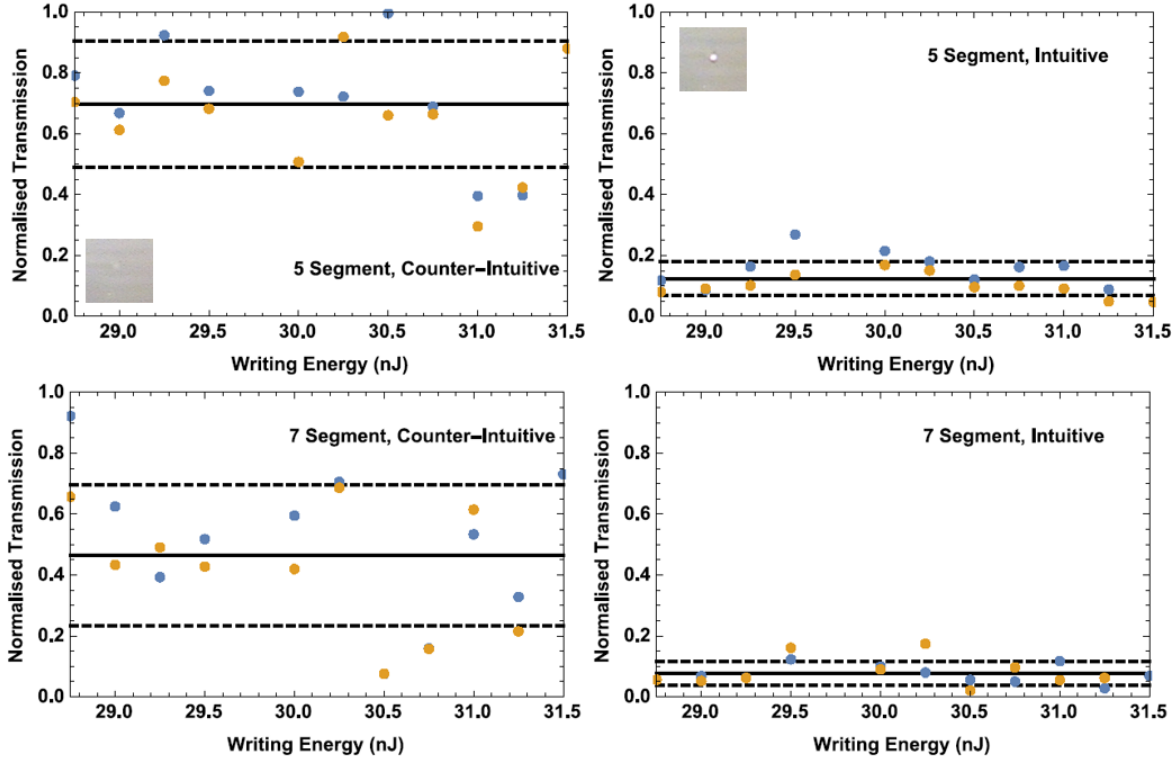 1.0
0.8
0.6
0.4
0.2
0.0
Normalised Transmission
5 Segment, Counter–Intuitive
29.0 29.5 30.0 30.5 31.0 31.5
Writing Energy (nJ)
1.0
0.8
0.6
0.4
0.2
0.0
Normalised Transmission
5 Segment, Intuitive
29.0 29.5 30.0 30.5 31.0 31.5
Writing Energy (nJ)
1.0
0.8
0.6
0.4
0.2
0.0
Normalised Transmission
7 Segment, Counter–Intuitive
29.0 29.5 30.0 30.5 31.0 31.5
Writing Energy (nJ)
1.0
0.8
0.6
0.4
0.2
0.0
Normalised Transmission
7 Segment, Intuitive
29.0 29.5 30.0 30.5 31.0 31.5
Writing Energy (nJ)